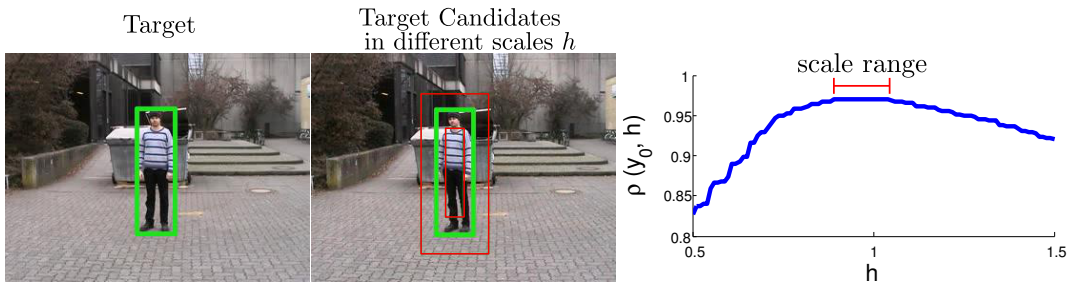 Target
Target Candidates
in different scales h
scale range
1
0.95
0.9
0.85
0.8
ρ (y₀, h)
0.5 1 1.5
h